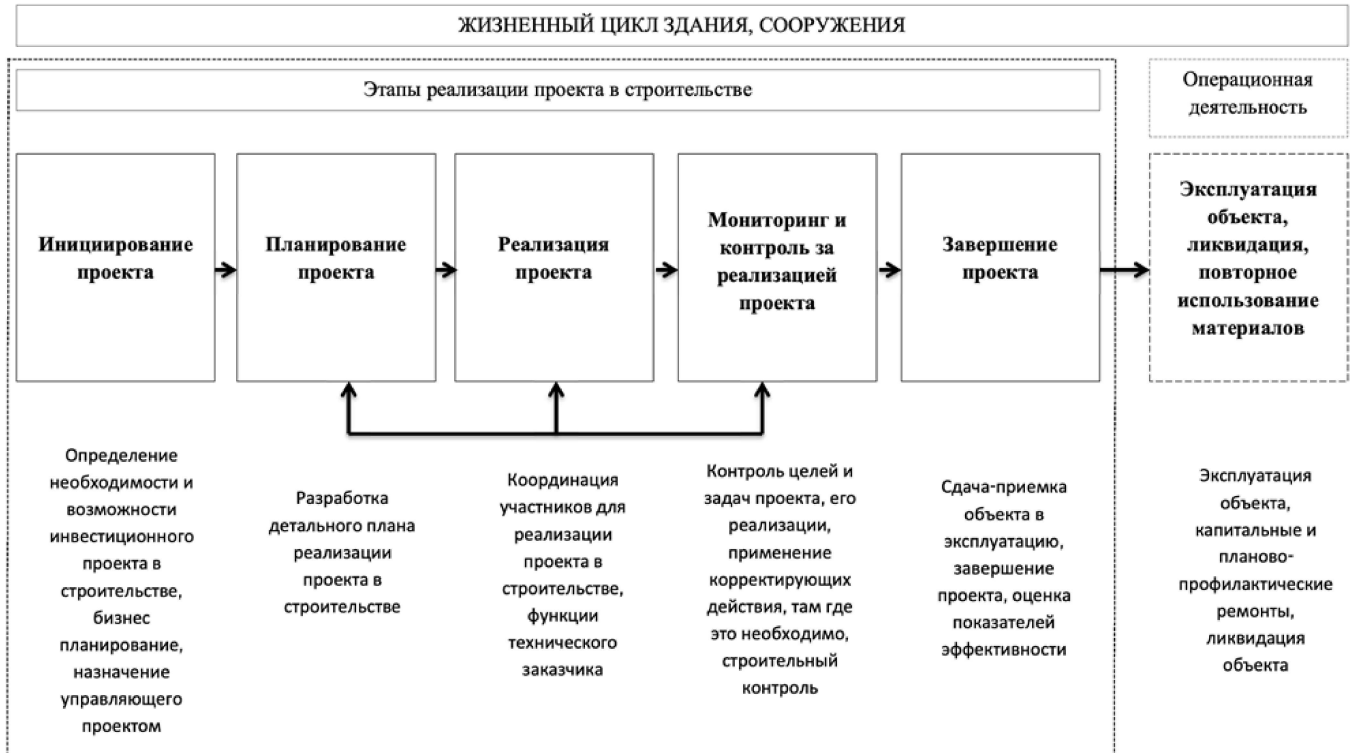 ЖИЗНЕННЫЙ ЦИКЛ ЗДАНИЯ, СООРУЖЕНИЯ
Этапы реализации проекта в строительстве
Операционная
деятельность
Инициирование
проекта
Планирование
проекта
Реализация
проекта
Мониторинг и
контроль за
реализацией
проекта
Завершение
проекта
Эксплуатация
объекта,
ликвидация,
повторное
использование
материалов
Определение
необходимости и
возможности
инвестиционного
проекта в
строительстве,
бизнес
планирование,
назначение
управляющего
проектом
Разработка
детального плана
реализации
проекта в
строительстве
Координация
участников для
реализации
проекта в
строительстве,
функции
технического
заказчика
Контроль целей и
задач проекта, его
реализации,
применение
корректирующих
действия, там где
это необходимо,
строительный
контроль
Сдача-приемка
объекта в
эксплуатацию,
завершение
проекта, оценка
показателей
эффективности
Эксплуатация
объекта,
капитальные и
планово-
профилактические
ремонты,
ликвидация
объекта